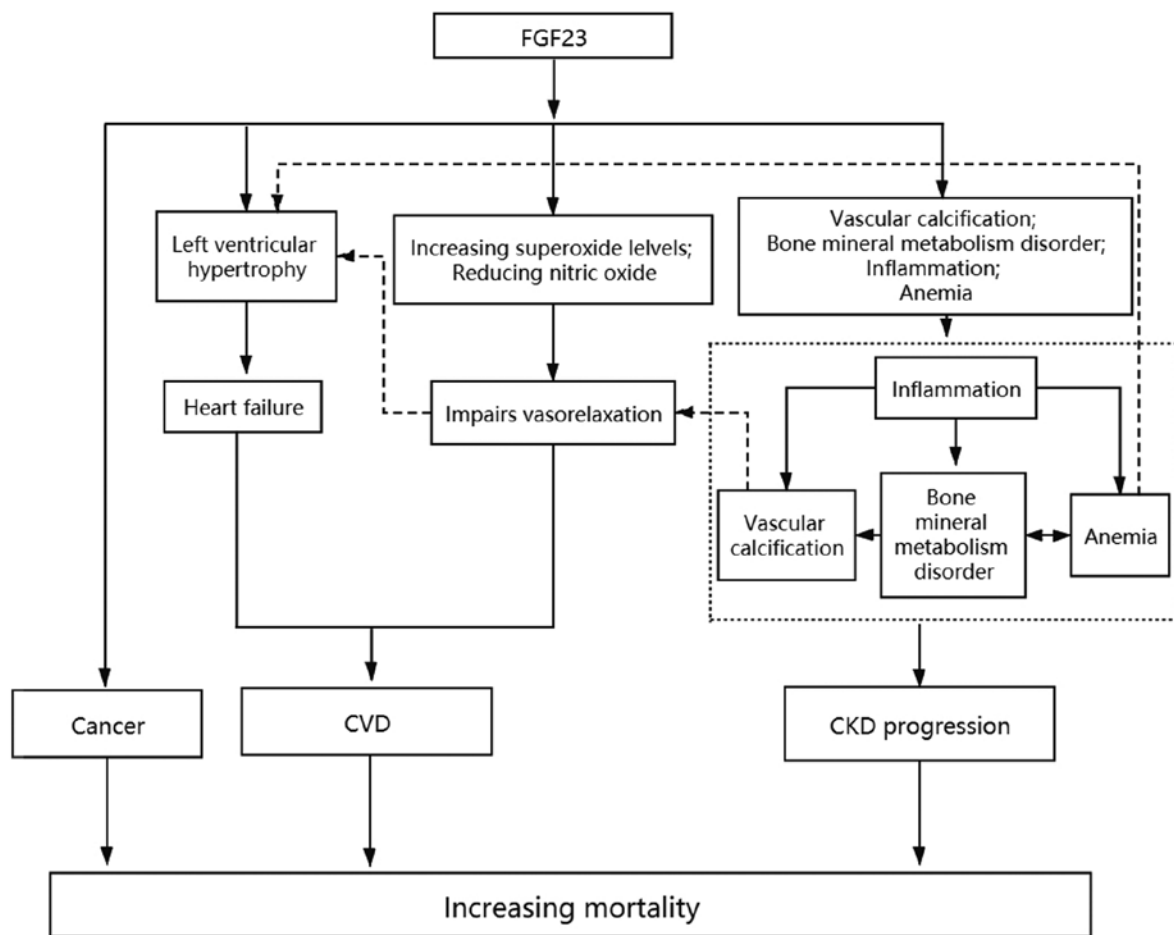 FGF23
Left ventricular
hypertrophy
Increasing superoxide lelvels;
Reducing nitric oxide
Vascular calcification;
Bone mineral metabolism disorder;
Inflammation;
Anemia
Heart failure
Impairs vasorelaxation
Inflammation
Vascular
calcification
Bone
mineral
metabolism
disorder
Anemia
Cancer
CVD
CKD progression
Increasing mortality